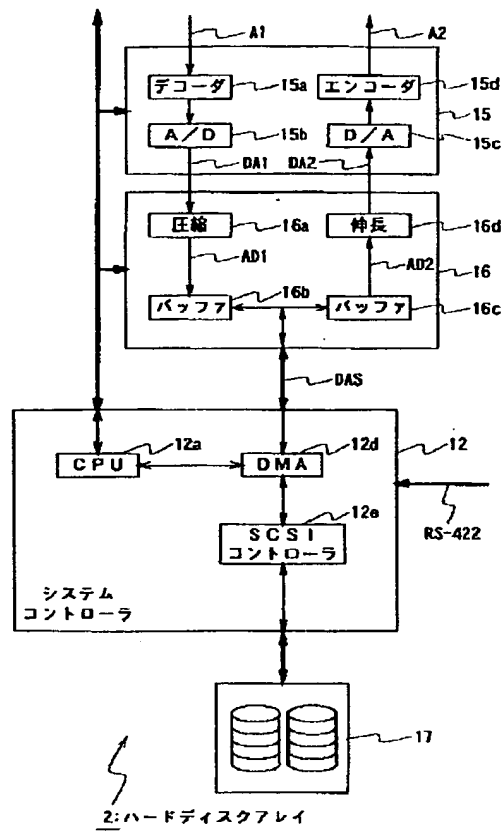 A1
A2
デコーダ
15a
エンコーダ
15d
15
A/D
15b
D/A
15c
DA1
DA2
圧縮
16a
伸長
16d
AD1
AD2
16
バッファ
16b
バッファ
16c
DAS
12a
12d
12
CPU
DMA
RS-422
12e
SCSI
コントローラ
システム
コントローラ
17
2:ハードディスクアレイ